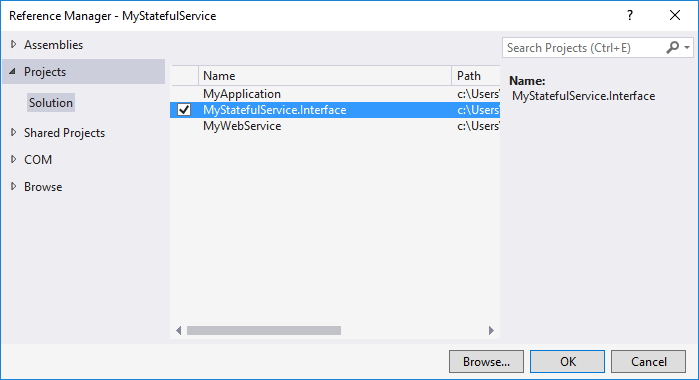 Reference Manager - MyStatefulService ?
Assemblies
Projects
Solution
Shared Projects
COM
Browse
Name Path
MyApplication c:\Users\
MyStatefulService.Interface c:\Users\
MyWebService c:\Users\
Search Projects (Ctrl+E)
Name:
MyStatefulService.Interface
Browse... OK Cancel